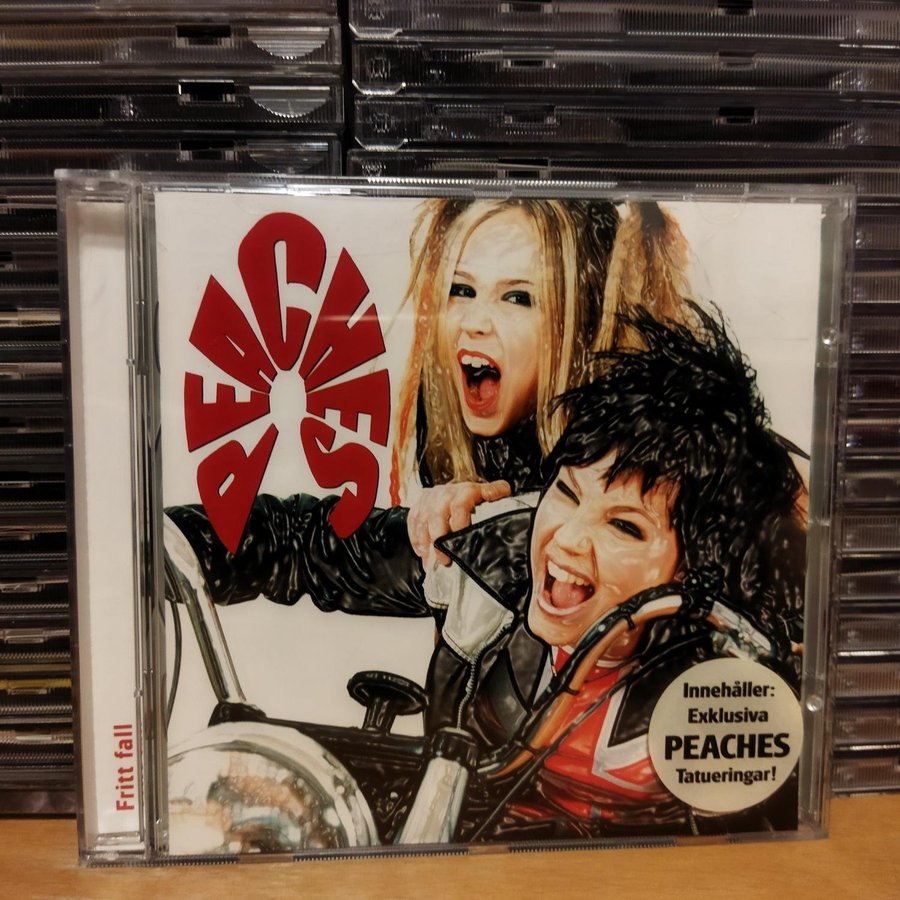 PEACHES
Innehåller:
Exklusiva
PEACHES
Tatueringar!
Fritt fall